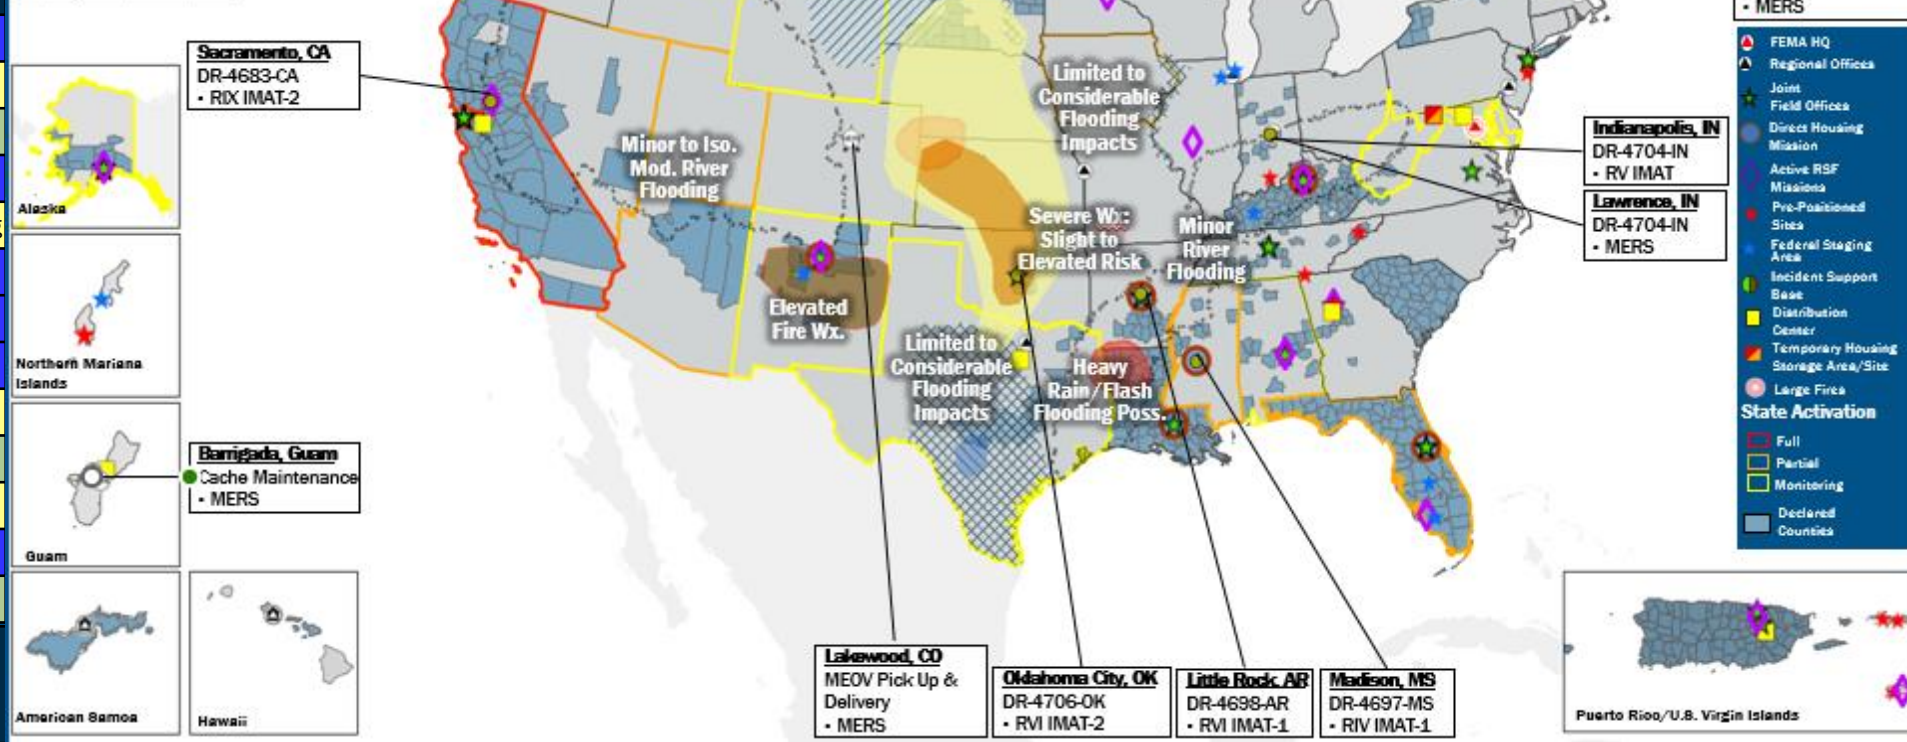 • MERS
FEMA HQ
Regional Offices
Joint
Field Offices
Direct Housing
Mission
Active RSF
Missions
Pre-Positioned
Sites
Federal Staging
Area
Incident Support
Base
Distribution
Center
Temporary Housing
Storage Area/Site
Large Fires
State Activation
Full
Partial
Monitoring
Declared
Counties
Sacramento, CA
DR-4683-CA
• RIX IMAT-2
Alaska
Northern Mariana
Islands
Barrigada, Guam
Cache Maintenance
• MERS
Guam
American Samoa
Hawaii
Minor to Iso.
Mod. River
Flooding
Limited to
Considerable
Flooding
Impacts
Severe Wx:
Slight to
Elevated Risk
Minor
River
Flooding
Elevated
Fire Wx.
Limited to
Considerable
Flooding
Impacts
Heavy
Rain/Flash
Flooding Poss.
Indianapolis, IN
DR-4704-IN
• RV IMAT
Lawrence, IN
DR-4704-IN
• MERS
Lakewood, CO
MEOV Pick Up &
Delivery
• MERS
Oklahoma City, OK
DR-4706-OK
• RVI IMAT-2
Little Rock, AR
DR-4698-AR
• RVI IMAT-1
Madison, MS
DR-4697-MS
• RIV IMAT-1
Puerto Rico/U.S. Virgin Islands